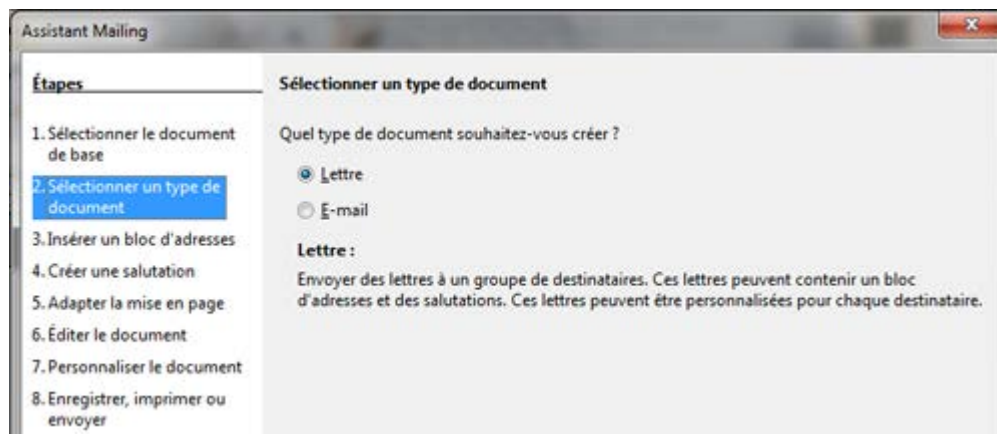 Assistant Mailing
Étapes
1. Sélectionner le document
de base
2. Sélectionner un type de
document
3. Insérer un bloc d'adresses
4. Créer une salutation
5. Adapter la mise en page
6. Éditer le document
7. Personnaliser le document
8. Enregistrer, imprimer ou
envoyer
Sélectionner un type de document
Quel type de document souhaitez-vous créer ?
Lettre
E-mail
Lettre :
Envoyer des lettres à un groupe de destinataires. Ces lettres peuvent contenir un bloc
d'adresses et des salutations. Ces lettres peuvent être personnalisées pour chaque destinataire.